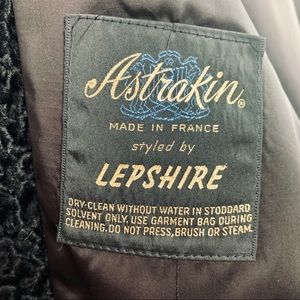 Astrakin®
MADE IN FRANCE
styled by
LEPSHIRE
DRY-CLEAN WITHOUT WATER IN STODDARD
SOLVENT ONLY. USE GARMENT BAG DURING
CLEANING. DO NOT PRESS, BRUSH OR STEAM.